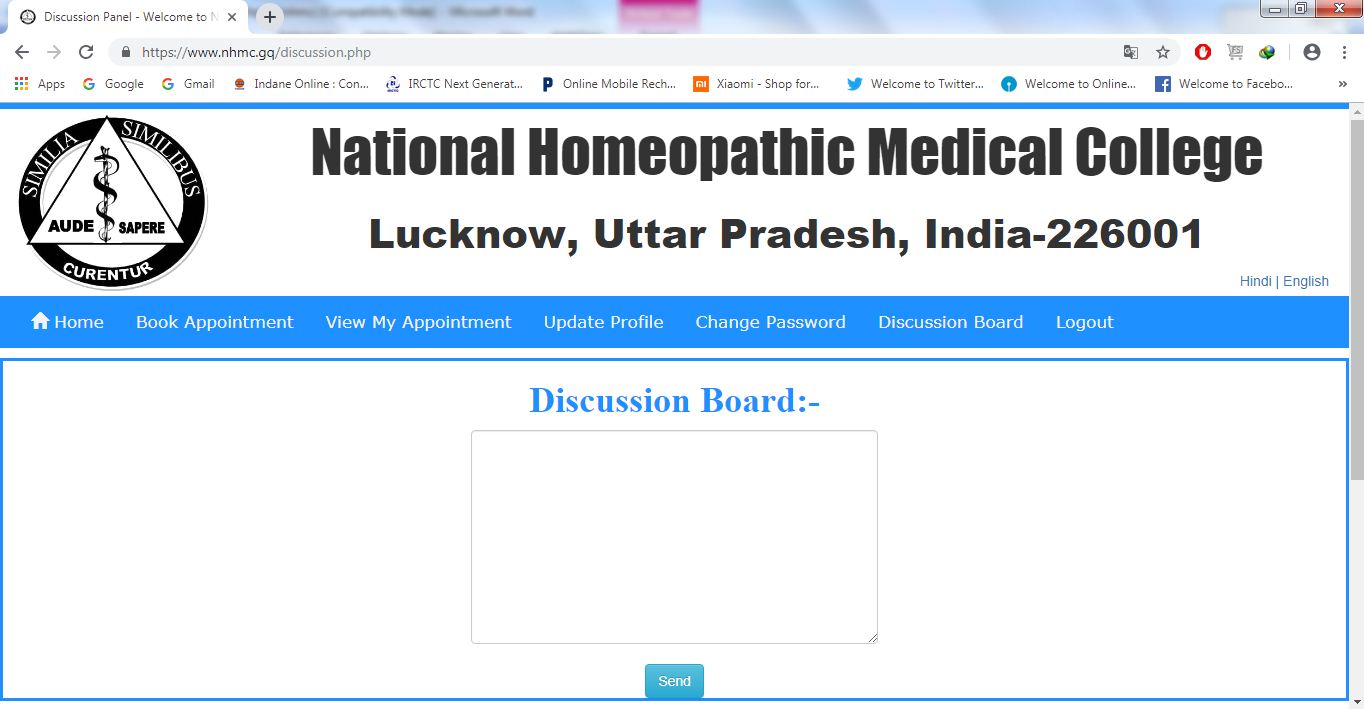 Discussion Panel - Welcome to N
https://www.nhmc.gq/discussion.php
Apps Google Gmail Indane Online : Con... IRCTC Next Generat... Online Mobile Rech... Xiaomi - Shop for... Welcome to Twitter... Welcome to Online... Welcome to Facebo... »
SIMILIA SIMILIBUS
AUDE SAPERE
CURENTUR
National Homeopathic Medical College
Lucknow, Uttar Pradesh, India-226001
Hindi | English
Home Book Appointment View My Appointment Update Profile Change Password Discussion Board Logout
Discussion Board:-
Send